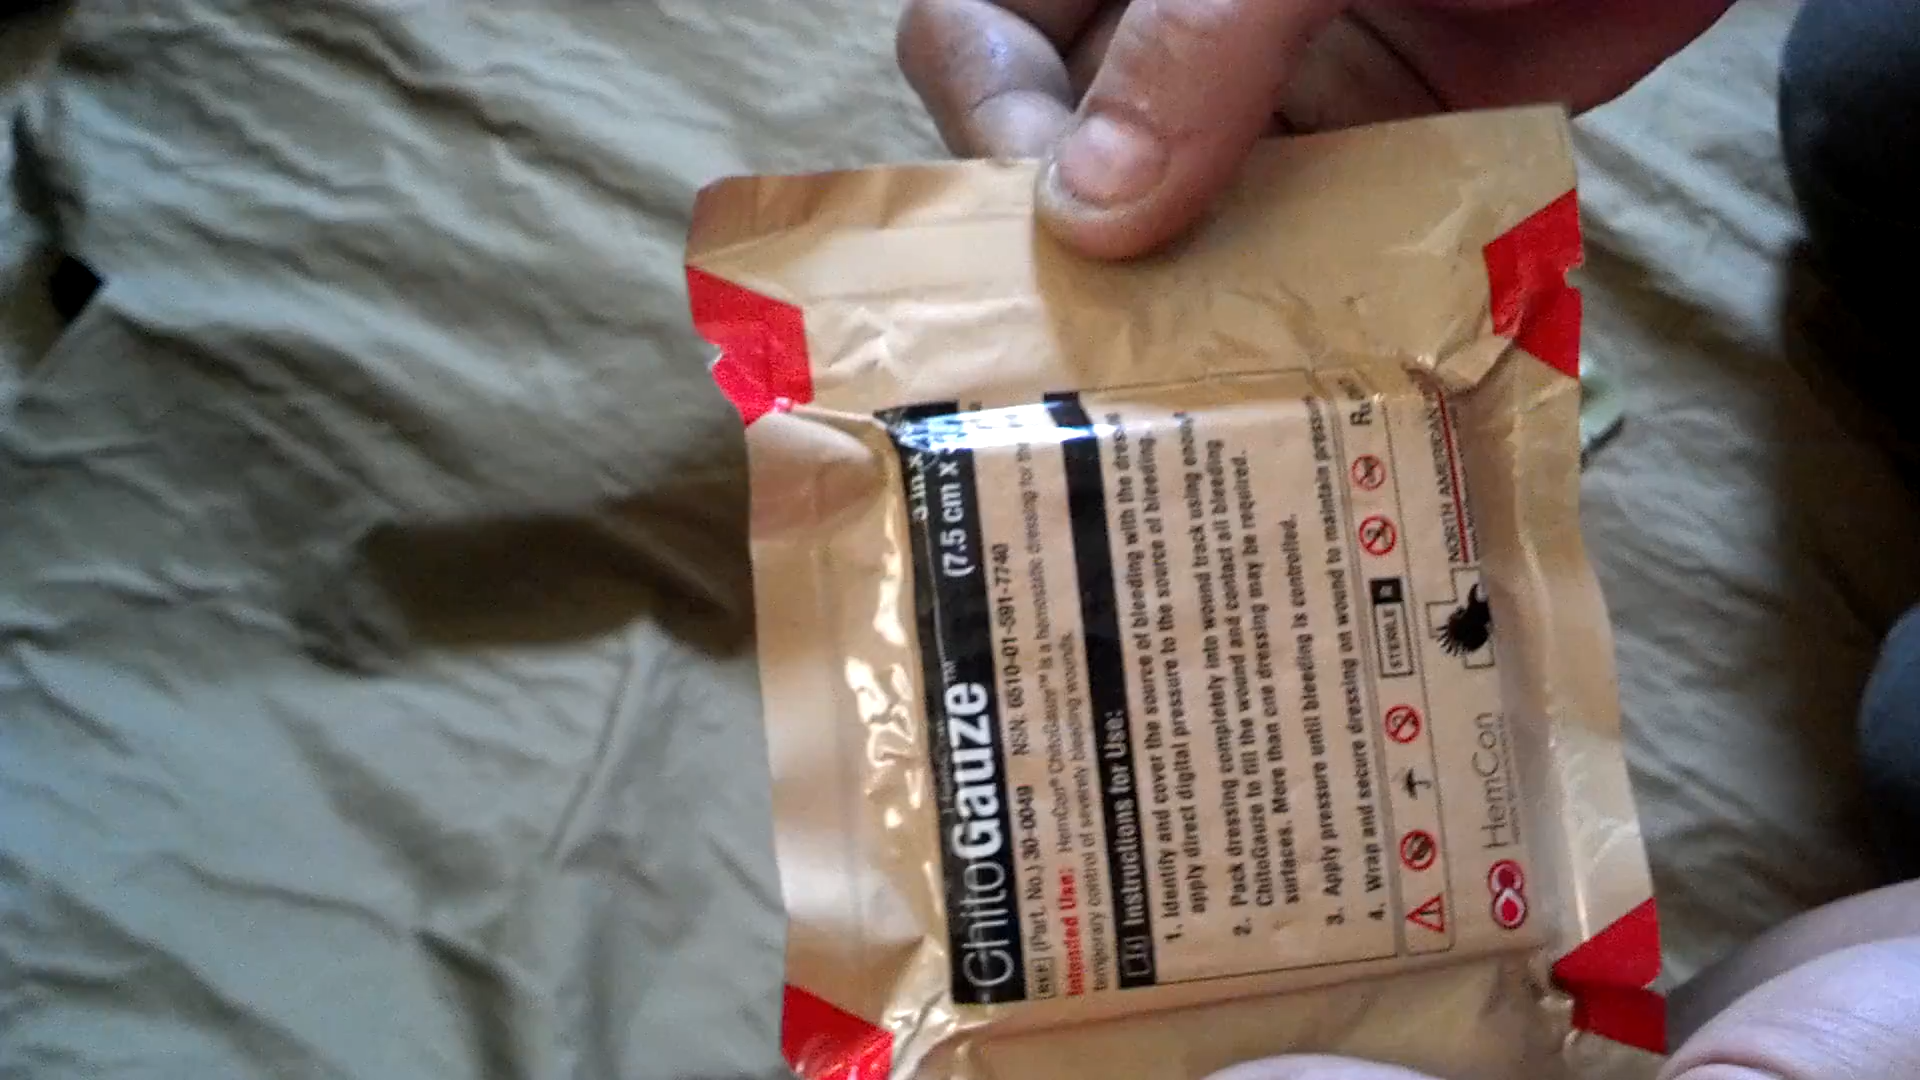 ChitoGauze™
(7.5 cm x
REF (Part. No.) 30-0049 NSN: 6510-01-591-7740
Intended Use: HemCon® ChitoGauze™ is a hemostatic dressing for the
temporary control of severely bleeding wounds.
Instructions for Use:
1. Identify and cover the source of bleeding with the
apply direct digital pressure to the source of bleeding.
2. Pack dressing completely into wound track using
ChitoGauze to fill the wound and contact all bleeding
surfaces. More than one dressing may be required.
3. Apply pressure until bleeding is controlled.
4. Wrap and secure dressing on wound to maintain
STERILE R
HemCon
NORTH AMERICAN